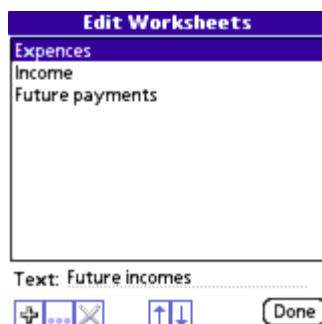 Edit Worksheets
Expences
Income
Future payments
Text: Future incomes
Done